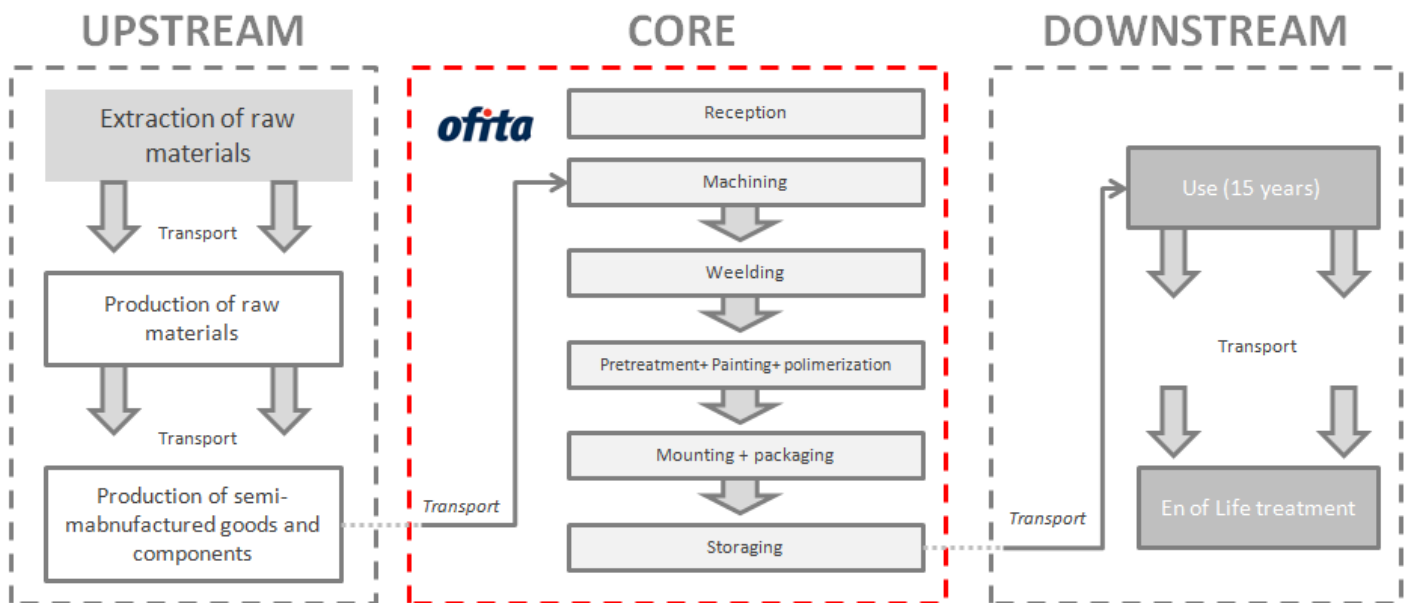 UPSTREAM
Extraction of raw
materials
Transport
Production of raw
materials
Transport
Production of semi-
mabnufactured goods and
components
Transport
CORE
ofita
Reception
Machining
Weelding
Pretreatment+ Painting+ polimerization
Mounting + packaging
Storaging
Transport
DOWNSTREAM
Use (15 years)
Transport
En of Life treatment